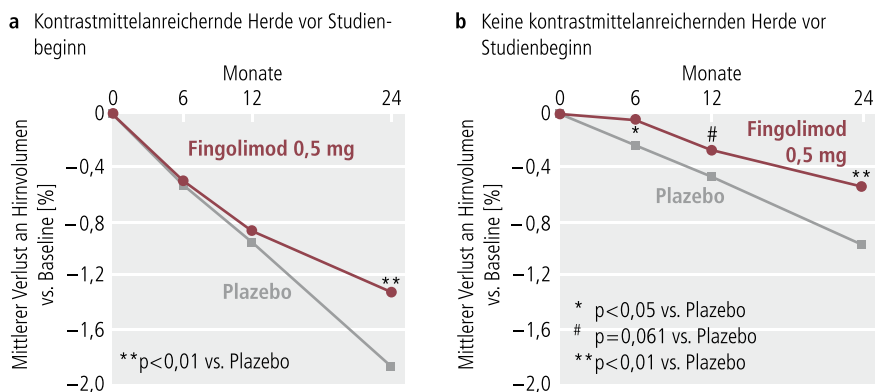 a Kontrastmittelanreichernde Herde vor Studien-
beginn
Monate
0 6 12 24
0
−0,4
−0,8
−1,2
−1,6
−2,0
Mittlerer Verlust an Hirnvolumen
vs. Baseline [%]
Fingolimod 0,5 mg
**
Plazebo
**p<0,01 vs. Plazebo
b Keine kontrastmittelanreichernden Herde vor
Studienbeginn
Monate
0 6 12 24
0
−0,4
−0,8
−1,2
−1,6
−2,0
Mittlerer Verlust an Hirnvolumen
vs. Baseline [%]
*
#
Fingolimod
0,5 mg
**
Plazebo
* p<0,05 vs. Plazebo
# p=0,061 vs. Plazebo
**p<0,01 vs. Plazebo